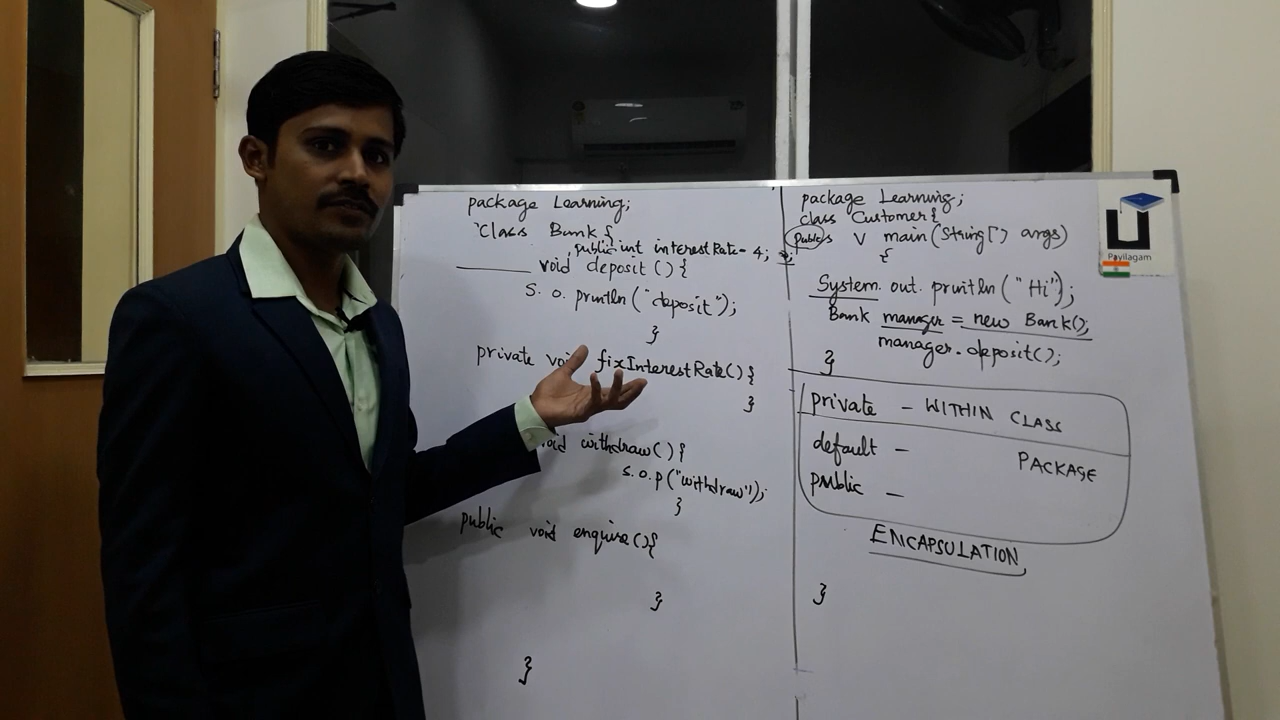 package Learning;
Class Bank {
public int interestRate = 4;
void deposit () {
S. o. println ("deposit");
}
private void fixInterestRate() {
}
void withdraw () {
S.o.p ("withdraw");
}
public void enquire () {
}
}
package Learning;
class Customer {
Public s V main (String[] args)
{
System. out. println ("Hi");
Bank manager = new Bank();
manager.deposit();
}
private - WITHIN CLASS
default - PACKAGE
public -
ENCAPSULATION
}
Payilagam